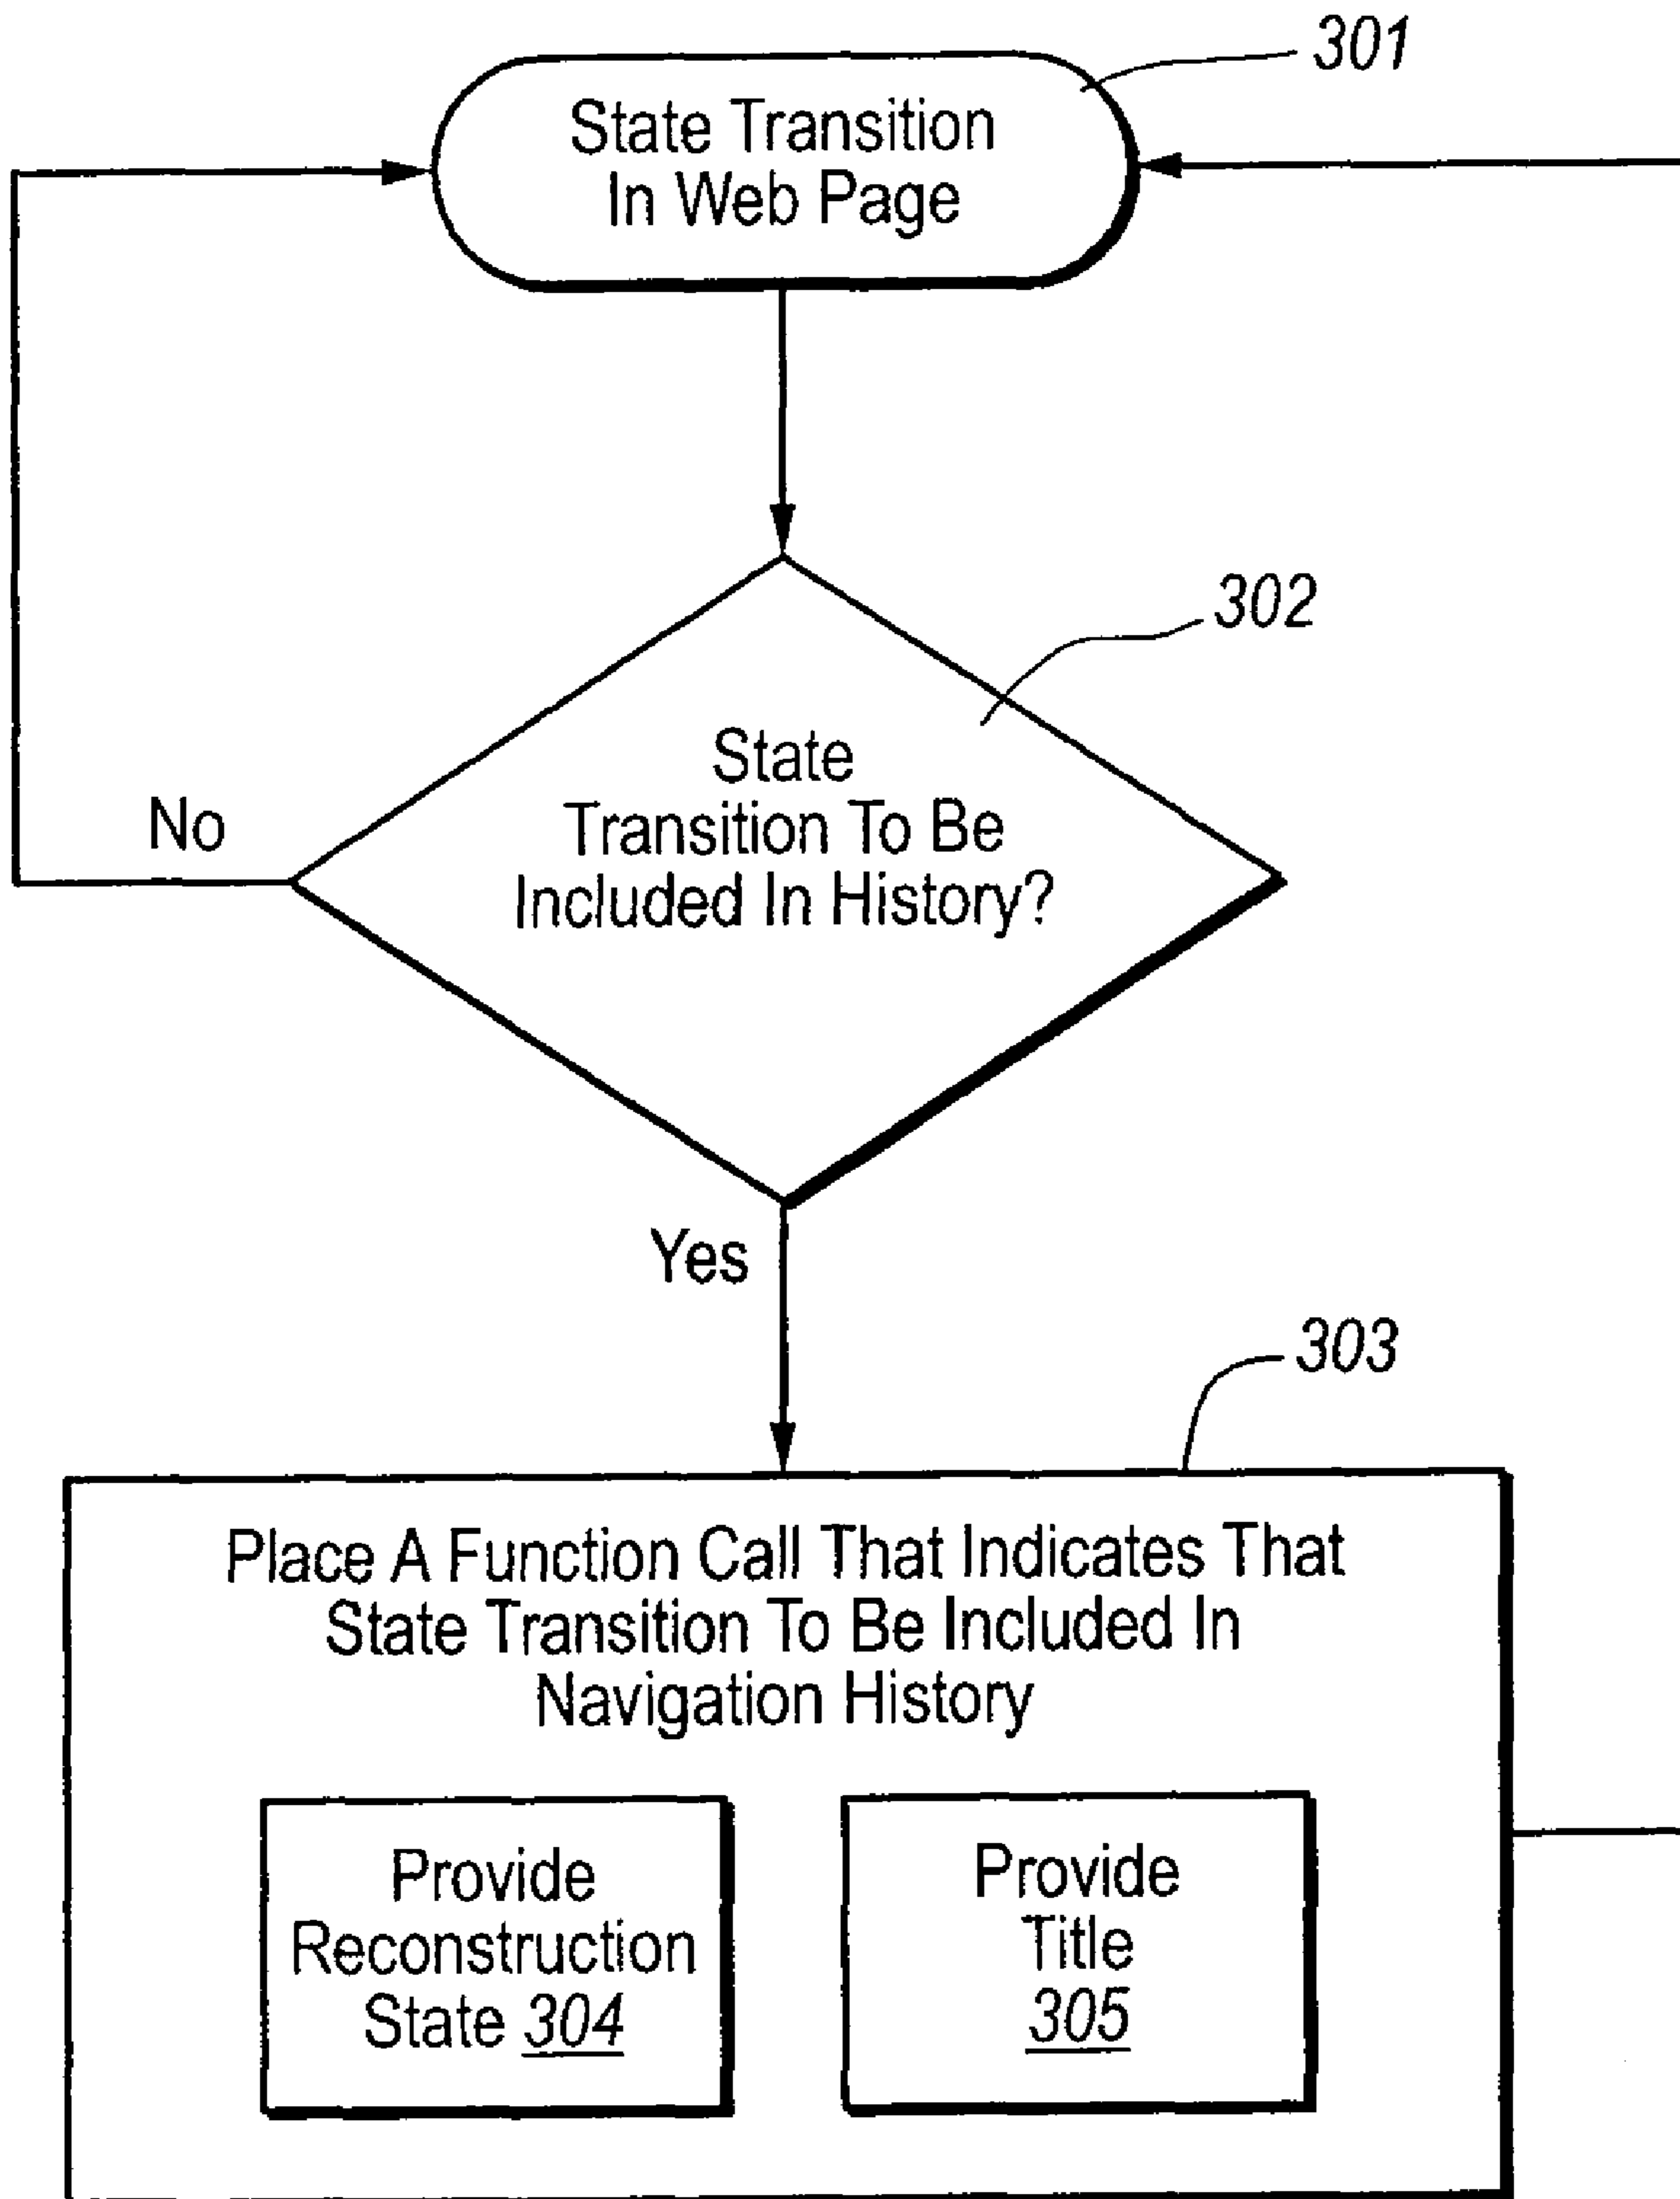 301
State Transition
In Web Page
302
State
Transition To Be
Included In History?
No
Yes
303
Place A Function Call That Indicates That
State Transition To Be Included In
Navigation History
Provide
Reconstruction
State 304
Provide
Title
305